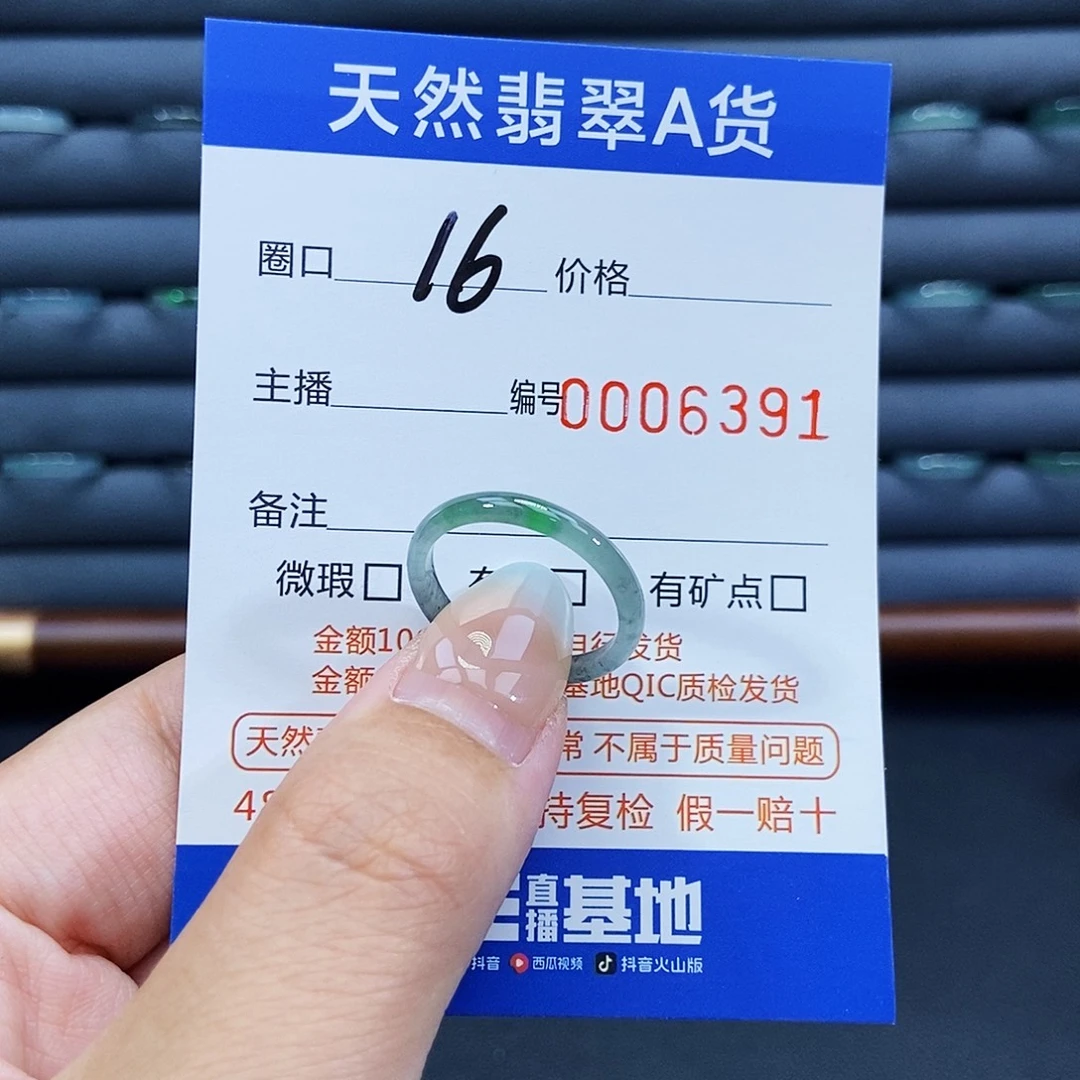 天然翡翠A货
圈口 16 价格
主播 编号0006391
备注
微瑕 有矿点
金额10 自行发货
金额 基地QIC质检发货
天然 常 不属于质量问题
4 持复检 假一赔十
直播基地
抖音 西瓜视频 抖音火山版